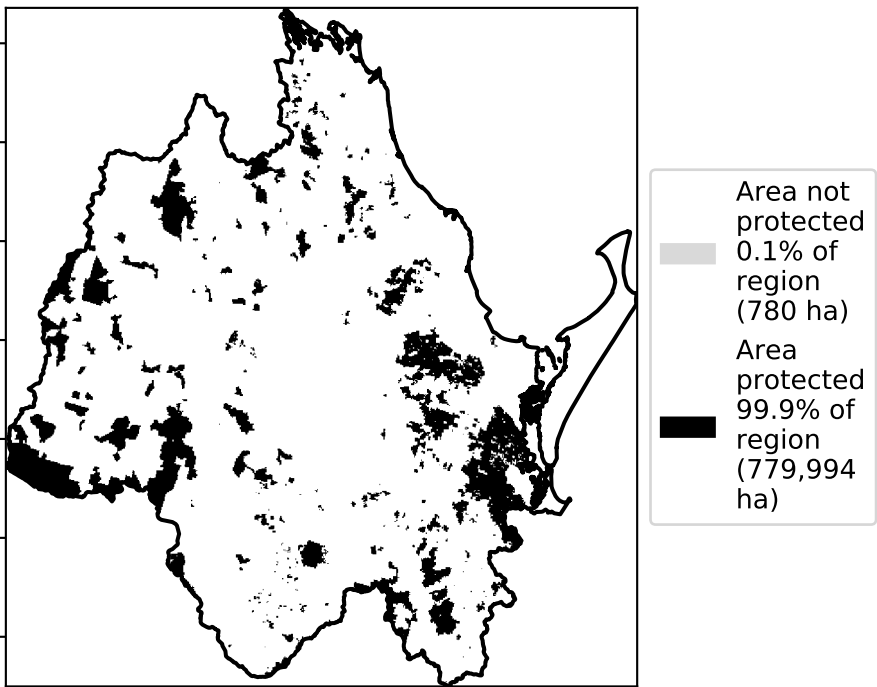 Area not
protected
0.1% of
region
(780 ha)
Area
protected
99.9% of
region
(779,994
ha)